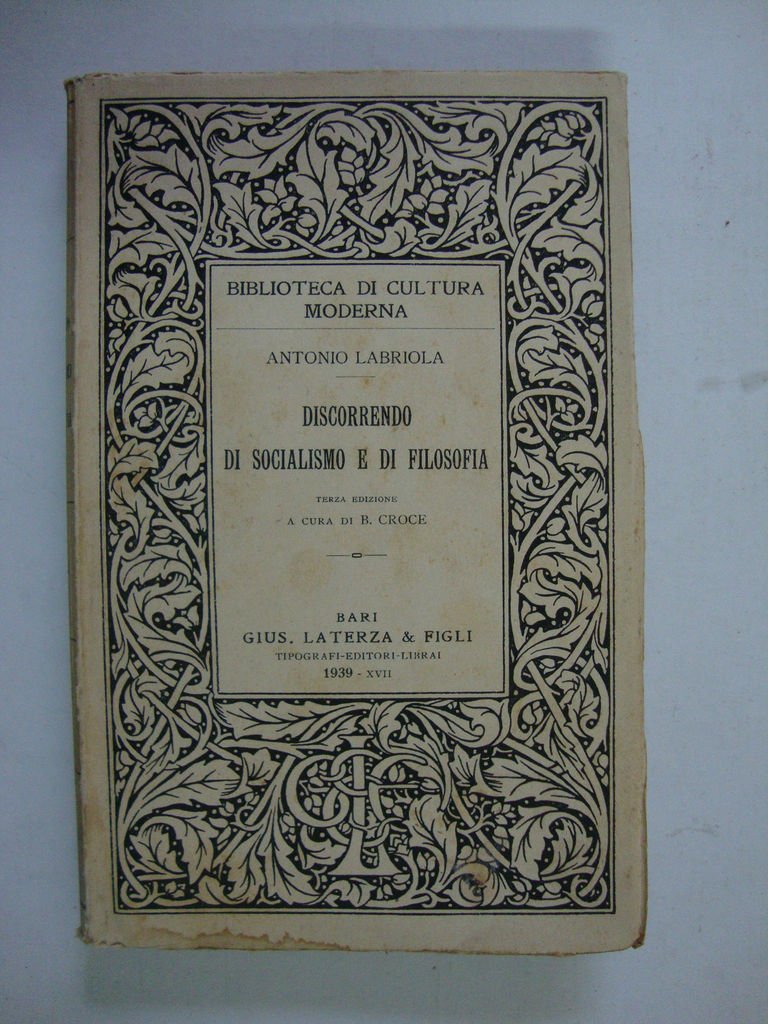 BIBLIOTECA DI CULTURA
MODERNA
ANTONIO LABRIOLA
DISCORRENDO
DI SOCIALISMO E DI FILOSOFIA
TERZA EDIZIONE
A CURA DI B. CROCE
BARI
GIUS. LATERZA & FIGLI
TIPOGRAFI-EDITORI-LIBRAI
1939 - XVII